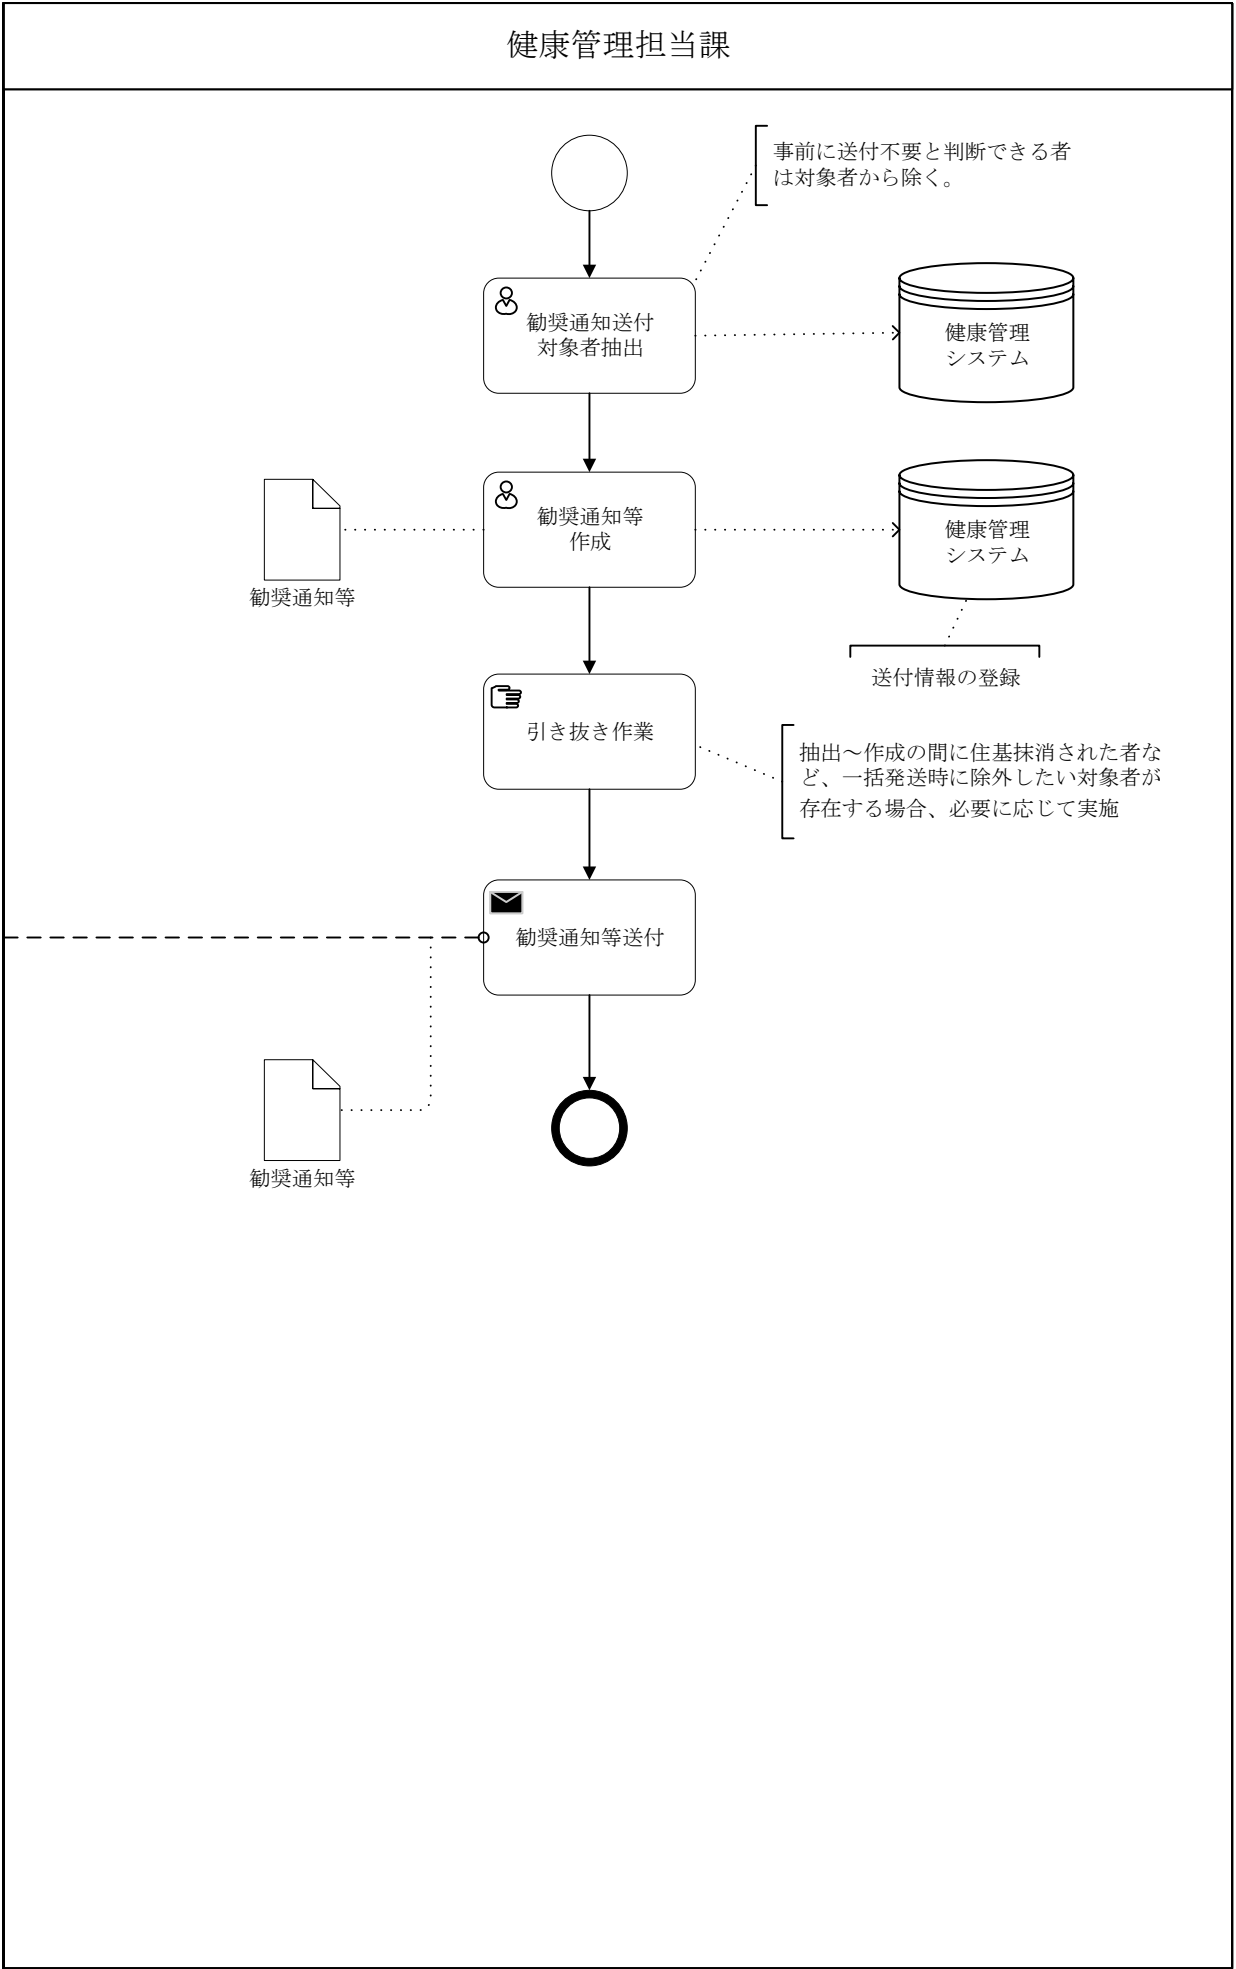 健康管理担当課
事前に送付不要と判断できる者
は対象者から除く。
勧奨通知送付
対象者抽出
健康管理
システム
勧奨通知等
作成
健康管理
システム
勧奨通知等
送付情報の登録
引き抜き作業
抽出～作成の間に住基抹消された者な
ど、一括発送時に除外したい対象者が
存在する場合、必要に応じて実施
勧奨通知等送付
勧奨通知等